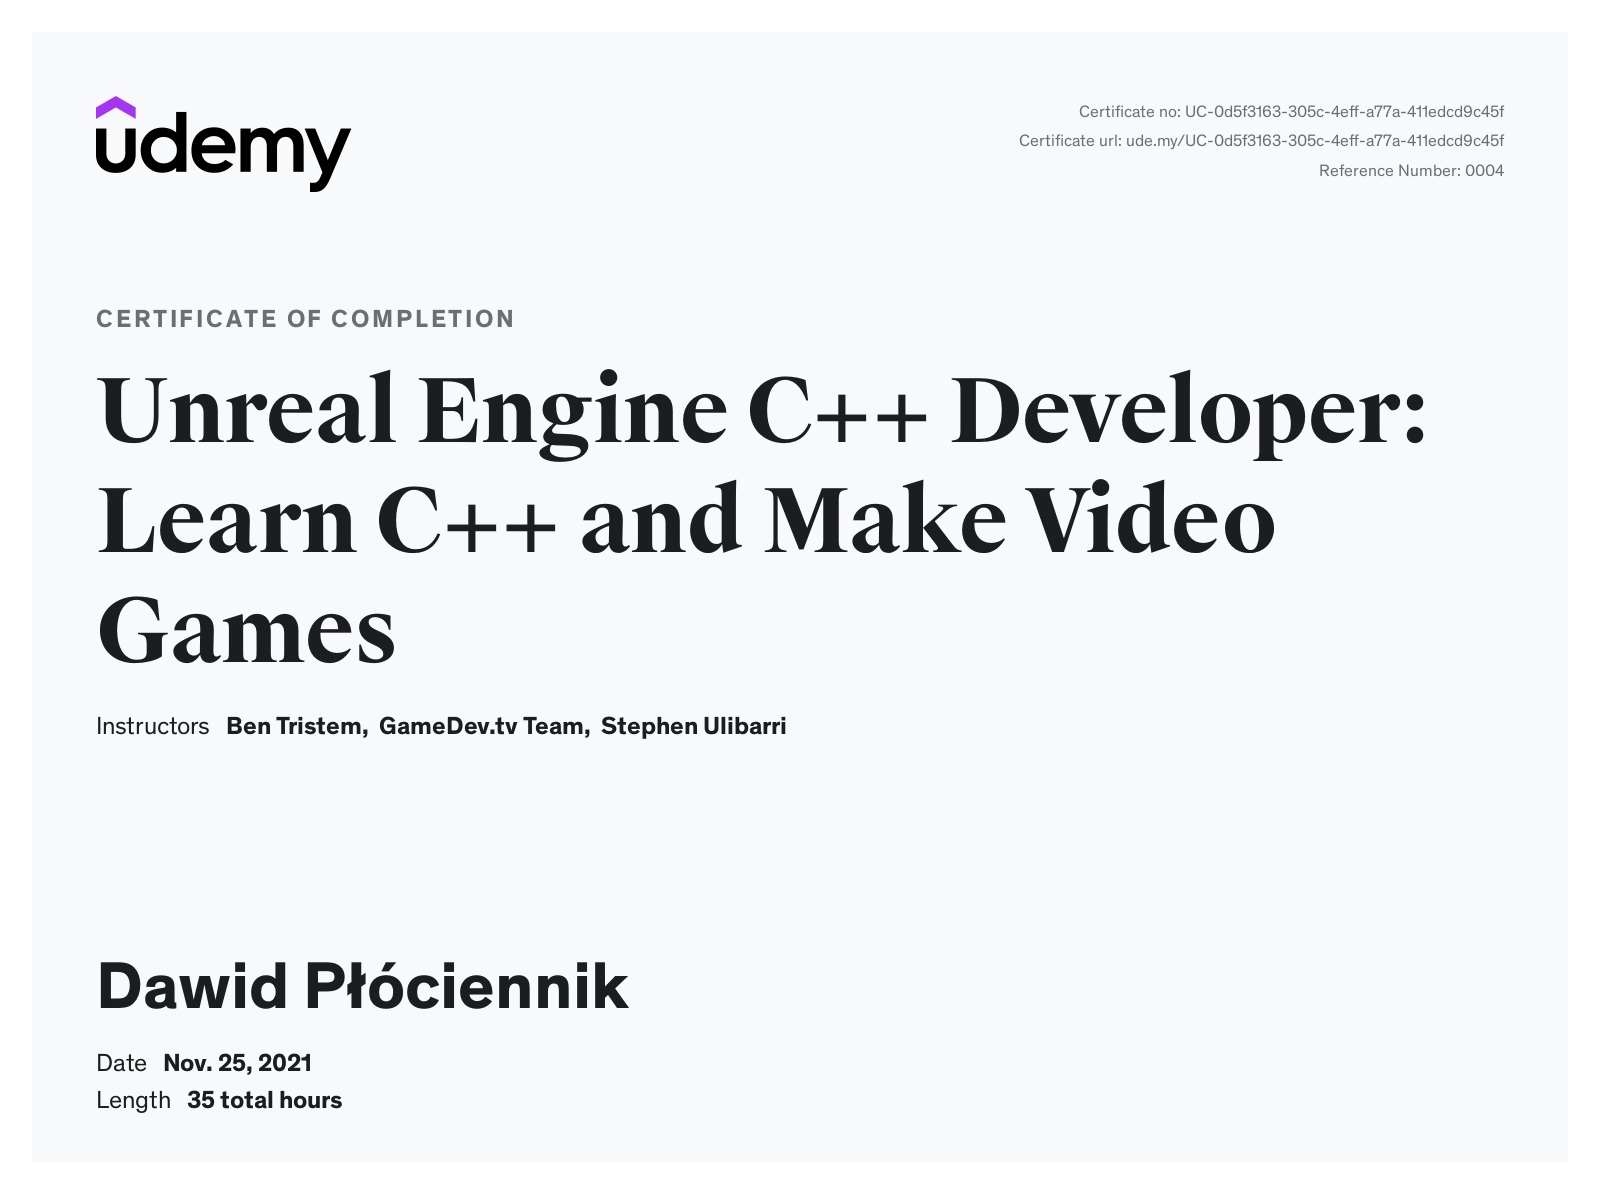 udemy
Certificate no: UC-0d5f3163-305c-4eff-a77a-411edcd9c45f
Certificate url: ude.my/UC-0d5f3163-305c-4eff-a77a-411edcd9c45f
Reference Number: 0004
CERTIFICATE OF COMPLETION
Unreal Engine C++ Developer:
Learn C++ and Make Video
Games
Instructors Ben Tristem, GameDev.tv Team, Stephen Ulibarri
Dawid Płóciennik
Date Nov. 25, 2021
Length 35 total hours